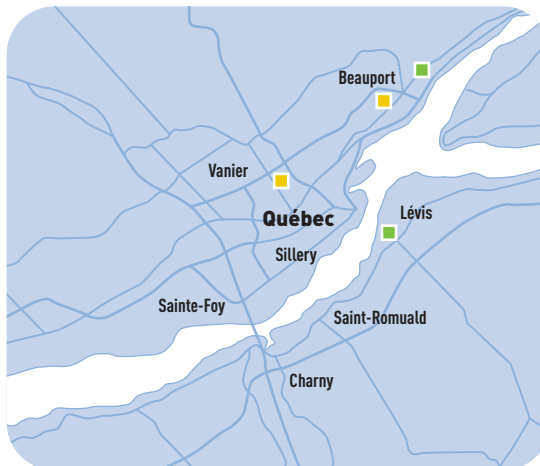 Beauport
Vanier
Québec
Lévis
Sillery
Sainte-Foy
Saint-Romuald
Charny